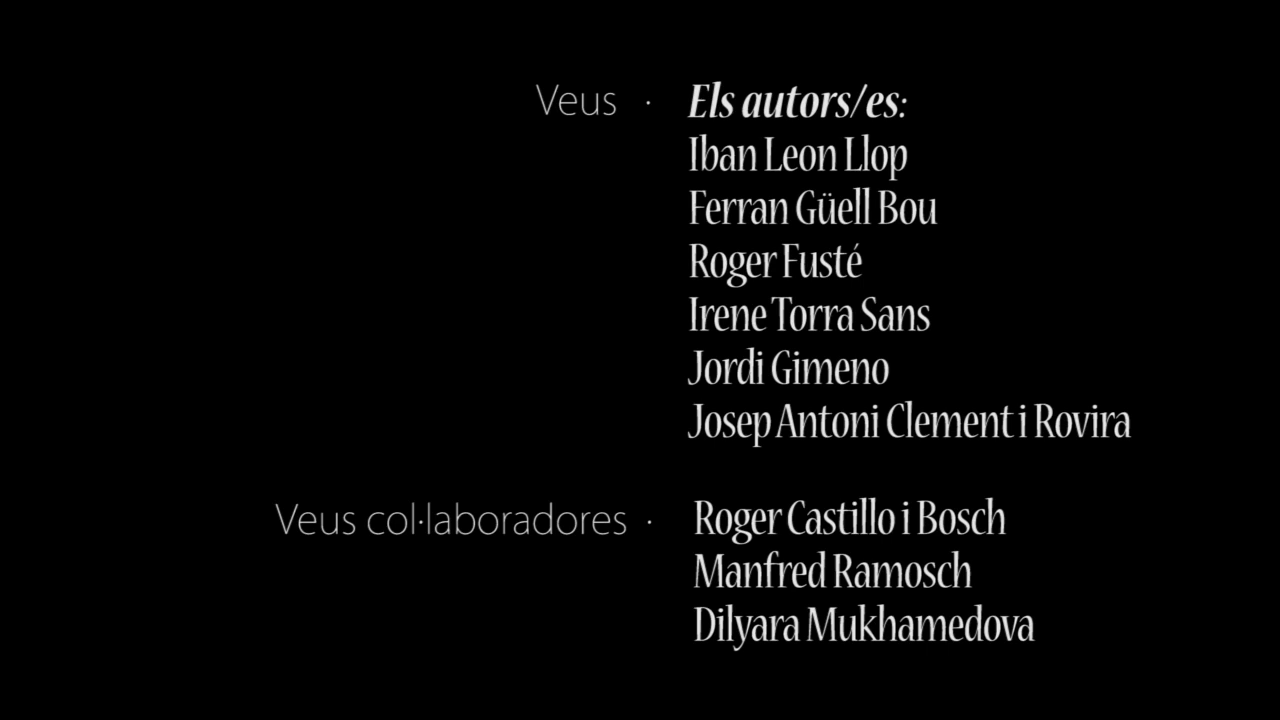 Veus · Els autors/es:
Iban Leon Llop
Ferran Güell Bou
Roger Fusté
Irene Torra Sans
Jordi Gimeno
Josep Antoni Clement i Rovira
Veus col·laboradores · Roger Castillo i Bosch
Manfred Ramosch
Dilyara Mukhamedova